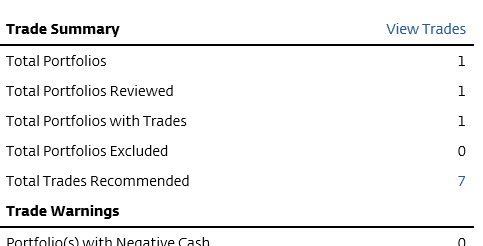 Trade Summary View Trades
Total Portfolios 1
Total Portfolios Reviewed 1
Total Portfolios with Trades 1
Total Portfolios Excluded 0
Total Trades Recommended 7
Trade Warnings
Portfolio(s) with Negative Cash 0